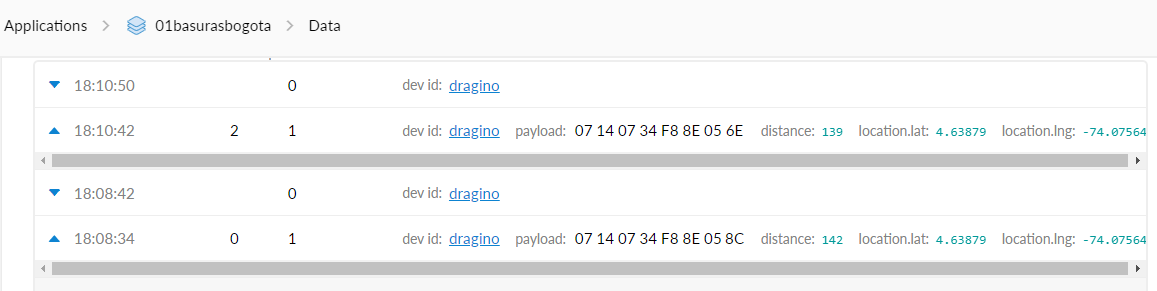 Applications > 01basurasbogota > Data
18:10:50 0 dev id: dragino
18:10:42 2 1 dev id: dragino payload: 07 14 07 34 F8 8E 05 6E distance: 139 location.lat: 4.63879 location.lng: -74.07564
18:08:42 0 dev id: dragino
18:08:34 0 1 dev id: dragino payload: 07 14 07 34 F8 8E 05 8C distance: 142 location.lat: 4.63879 location.lng: -74.07564